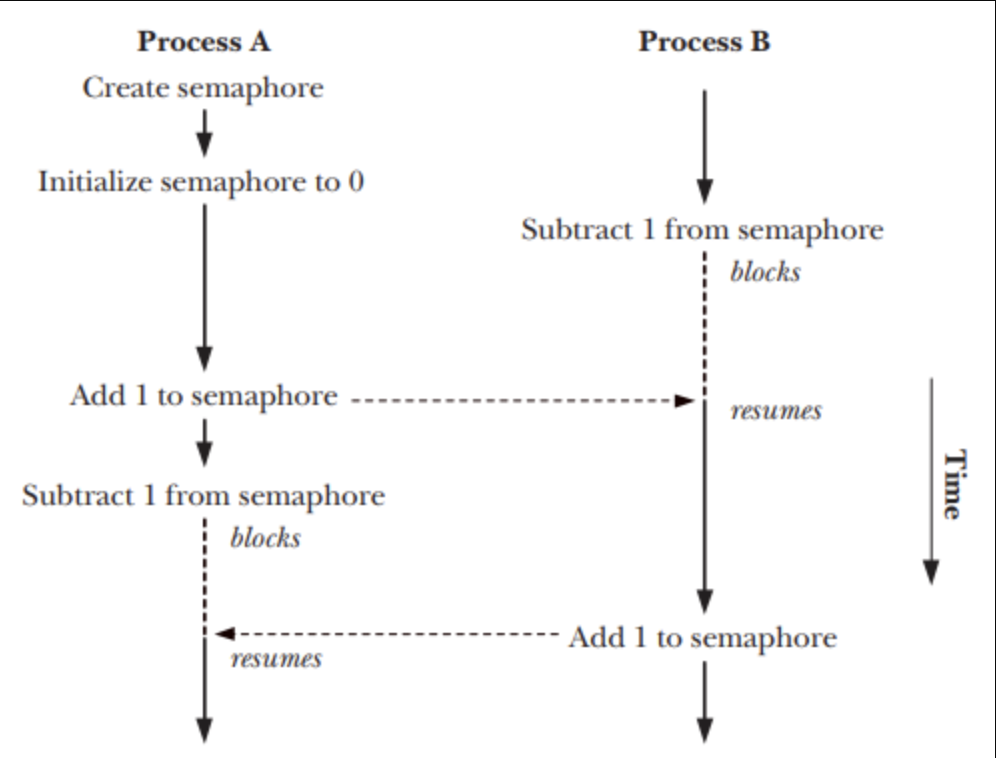 Process A
Process B
Create semaphore
Initialize semaphore to 0
Subtract 1 from semaphore
blocks
Add 1 to semaphore
resumes
Time
Subtract 1 from semaphore
blocks
Add 1 to semaphore
resumes